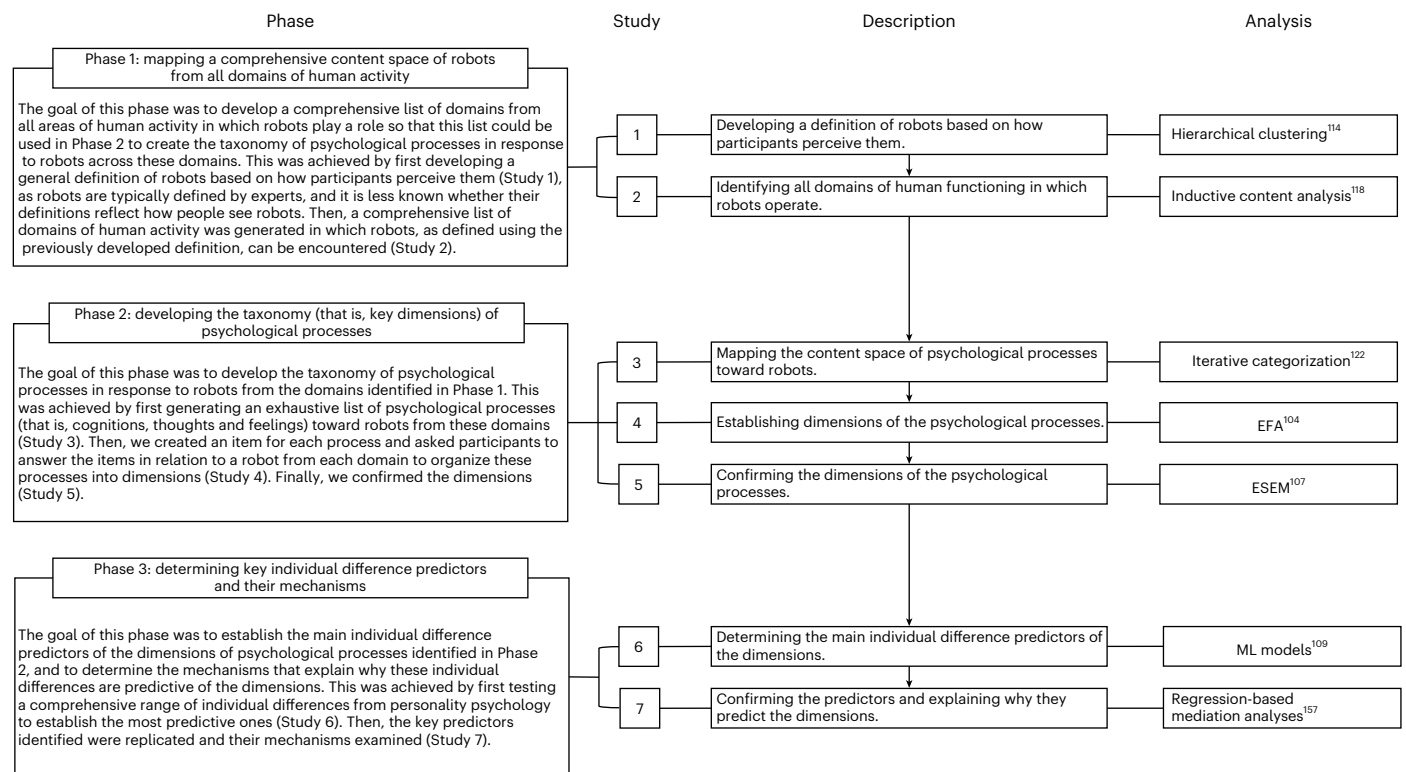 Phase
Study
Description
Analysis
Phase 1: mapping a comprehensive content space of robots
from all domains of human activity
The goal of this phase was to develop a comprehensive list of domains from
all areas of human activity in which robots play a role so that this list could be
used in Phase 2 to create the taxonomy of psychological processes in response
to robots across these domains. This was achieved by first developing a
general definition of robots based on how participants perceive them (Study 1),
as robots are typically defined by experts, and it is less known whether their
definitions reflect how people see robots. Then, a comprehensive list of
domains of human activity was generated in which robots, as defined using the
previously developed definition, can be encountered (Study 2).
1
Developing a definition of robots based on how
participants perceive them.
Hierarchical clustering114
2
Identifying all domains of human functioning in which
robots operate.
Inductive content analysis118
Phase 2: developing the taxonomy (that is, key dimensions) of
psychological processes
The goal of this phase was to develop the taxonomy of psychological
processes in response to robots from the domains identified in Phase 1. This
was achieved by first generating an exhaustive list of psychological processes
(that is, cognitions, thoughts and feelings) toward robots from these domains
(Study 3). Then, we created an item for each process and asked participants to
answer the items in relation to a robot from each domain to organize these
processes into dimensions (Study 4). Finally, we confirmed the dimensions
(Study 5).
3
Mapping the content space of psychological processes
toward robots.
Iterative categorization122
4
Establishing dimensions of the psychological processes.
EFA104
5
Confirming the dimensions of the psychological
processes.
ESEM107
Phase 3: determining key individual difference predictors
and their mechanisms
The goal of this phase was to establish the main individual difference
predictors of the dimensions of psychological processes identified in Phase
2, and to determine the mechanisms that explain why these individual
differences are predictive of the dimensions. This was achieved by first testing
a comprehensive range of individual differences from personality psychology
to establish the most predictive ones (Study 6). Then, the key predictors
identified were replicated and their mechanisms examined (Study 7).
6
Determining the main individual difference predictors of
the dimensions.
ML models109
7
Confirming the predictors and explaining why they
predict the dimensions.
Regression-based
mediation analyses157